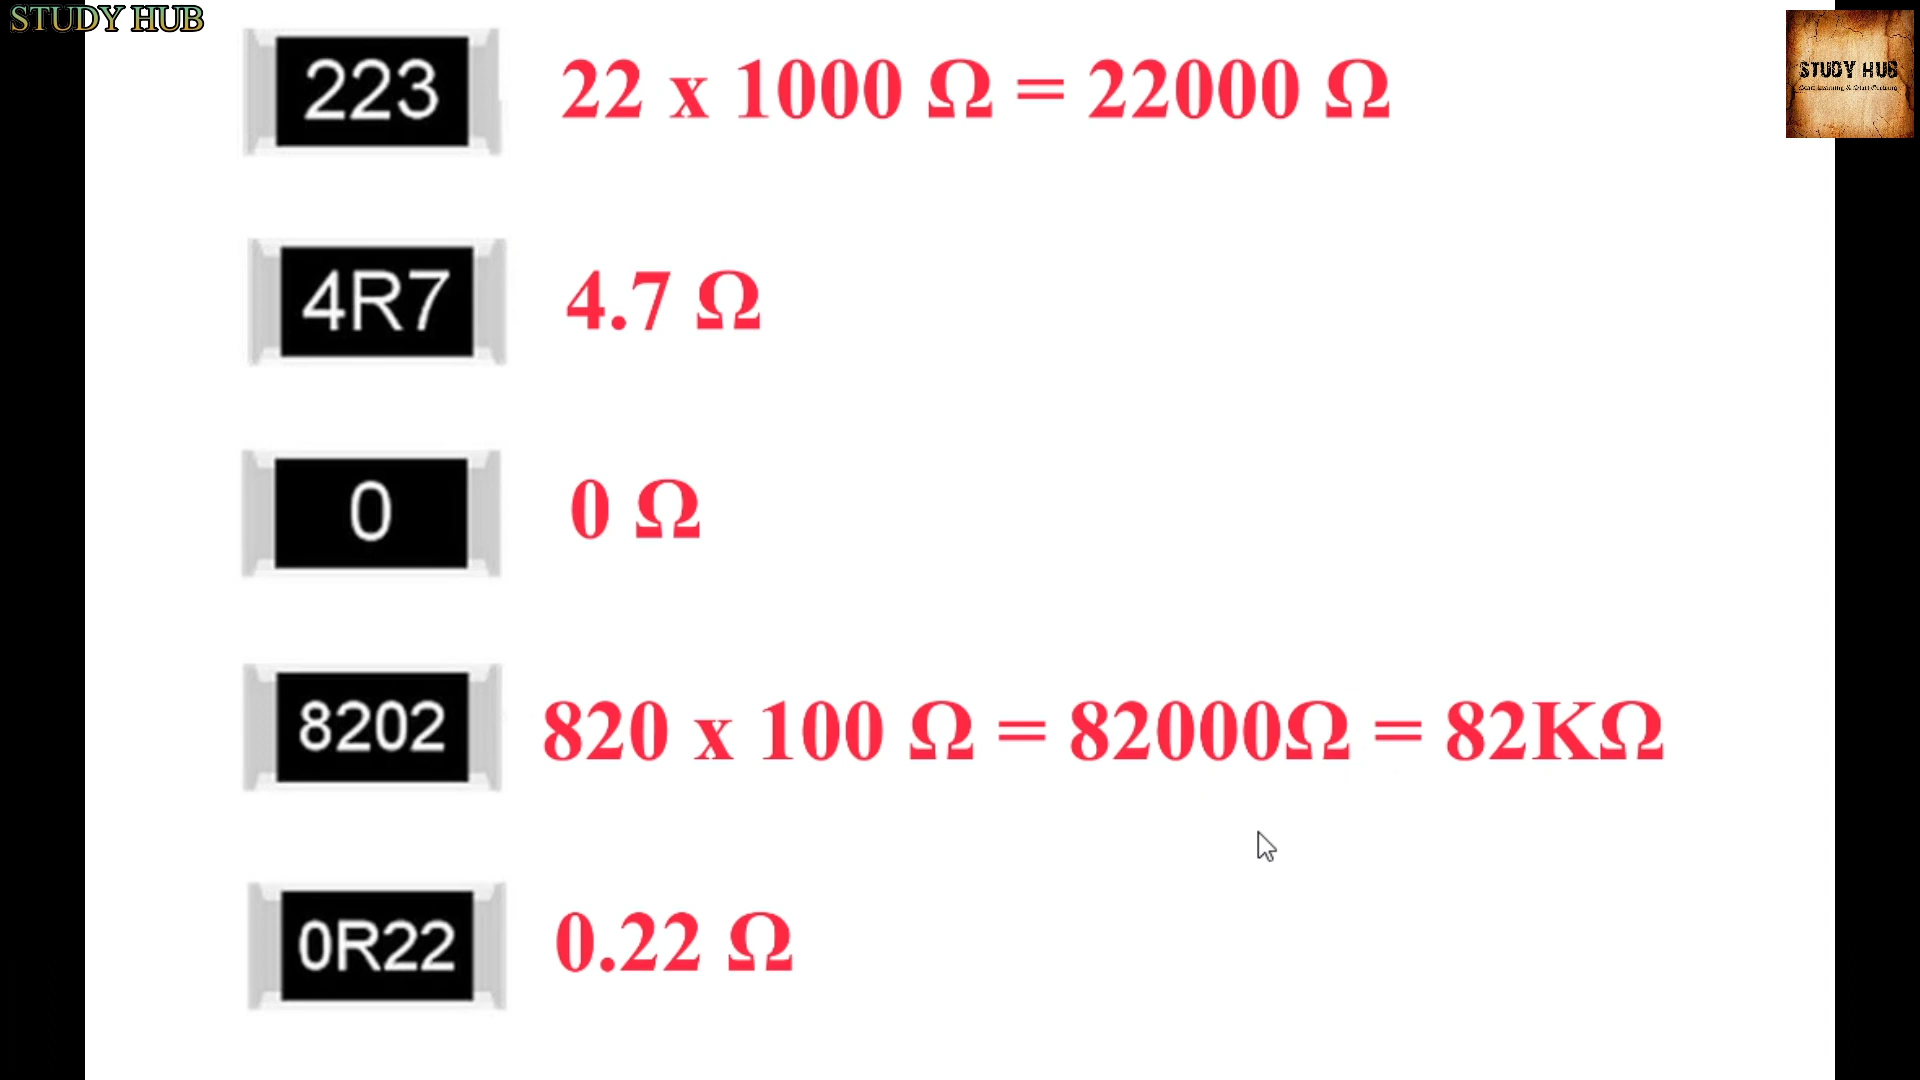 STUDY HUB
STUDY HUB
223 22 x 1000 Ω = 22000 Ω
4R7 4.7 Ω
0 0 Ω
8202 820 x 100 Ω = 82000Ω = 82KΩ
0R22 0.22 Ω